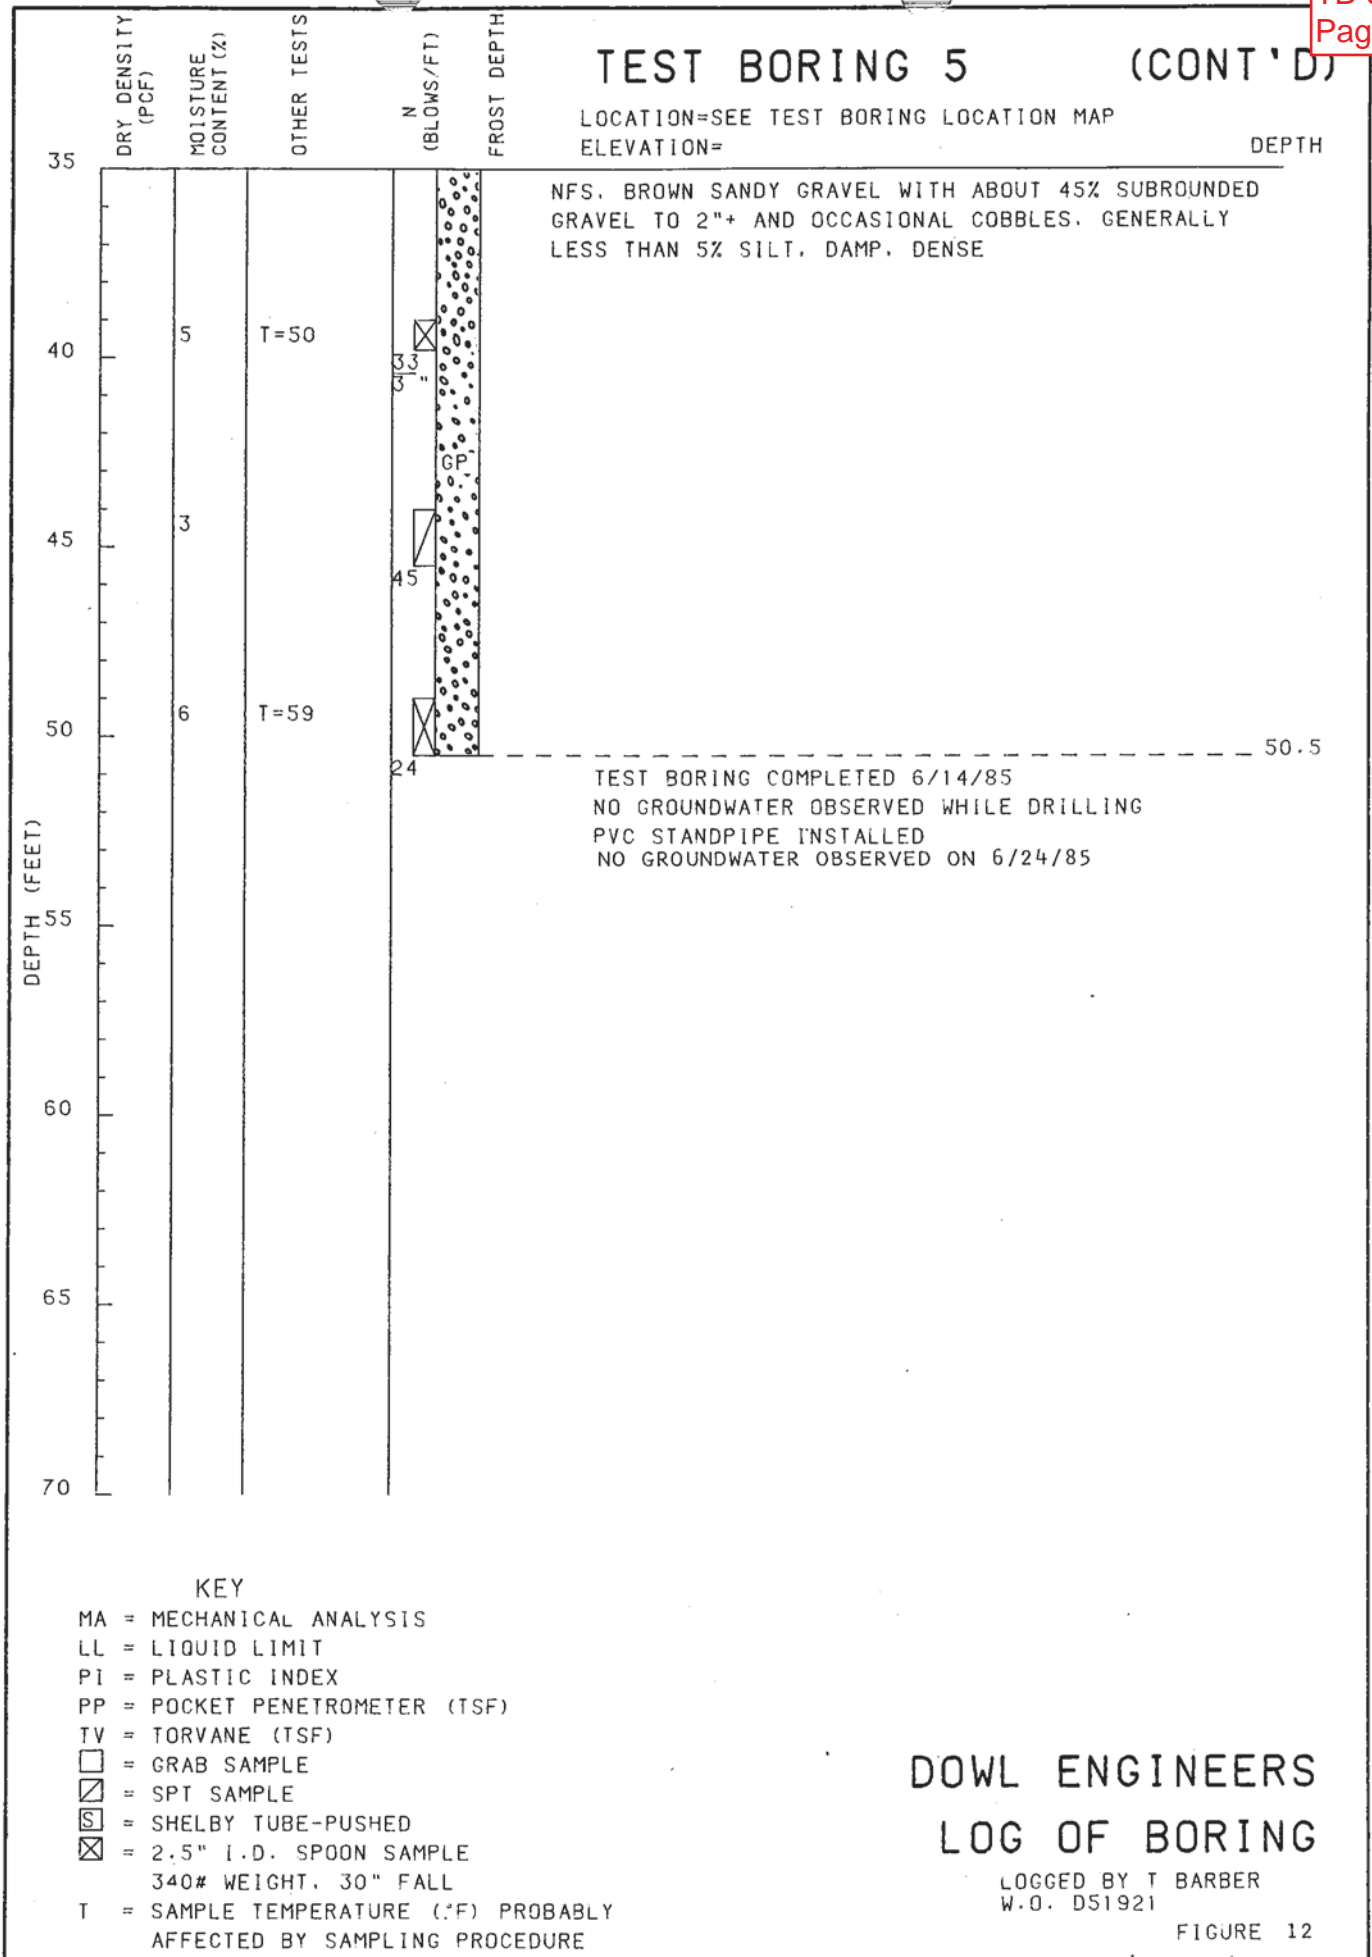 Pag
DRY DENSITY (PCF)
MOISTURE CONTENT (%)
OTHER TESTS
N (BLOWS/FT)
FROST DEPTH
TEST BORING 5 (CONT'D)
LOCATION=SEE TEST BORING LOCATION MAP
ELEVATION= DEPTH
35
NFS, BROWN SANDY GRAVEL WITH ABOUT 45% SUBROUNDED
GRAVEL TO 2"+ AND OCCASIONAL COBBLES, GENERALLY
LESS THAN 5% SILT, DAMP, DENSE
5 T=50
40
33
3"
GP
3
45
45
6 T=59
50
50.5
24
TEST BORING COMPLETED 6/14/85
NO GROUNDWATER OBSERVED WHILE DRILLING
PVC STANDPIPE INSTALLED
NO GROUNDWATER OBSERVED ON 6/24/85
DEPTH (FEET)
55
60
65
70
KEY
MA = MECHANICAL ANALYSIS
LL = LIQUID LIMIT
PI = PLASTIC INDEX
PP = POCKET PENETROMETER (TSF)
TV = TORVANE (TSF)
= GRAB SAMPLE
= SPT SAMPLE
S = SHELBY TUBE-PUSHED
= 2.5" I.D. SPOON SAMPLE
340# WEIGHT, 30" FALL
T = SAMPLE TEMPERATURE (°F) PROBABLY
AFFECTED BY SAMPLING PROCEDURE
DOWL ENGINEERS
LOG OF BORING
LOGGED BY T BARBER
W.O. D51921
FIGURE 12